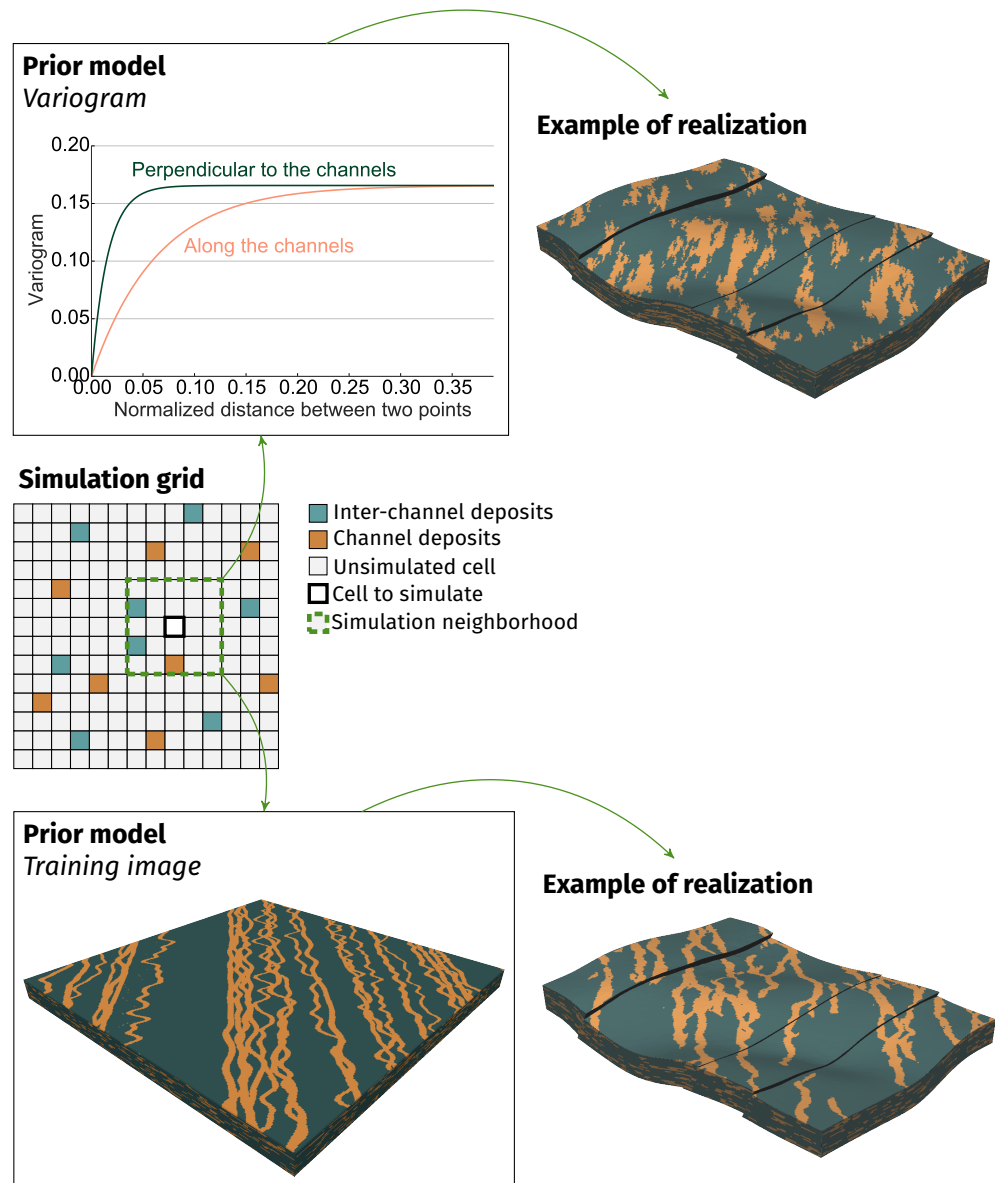 Prior model
Variogram
Example of realization
0.20
Perpendicular to the channels
0.15
Along the channels
Variogram
0.10
0.05
0.00
0.00 0.05 0.10 0.15 0.20 0.25 0.30 0.35
Normalized distance between two points
Simulation grid
Inter-channel deposits
Channel deposits
Unsimulated cell
Cell to simulate
Simulation neighborhood
Prior model
Training image
Example of realization